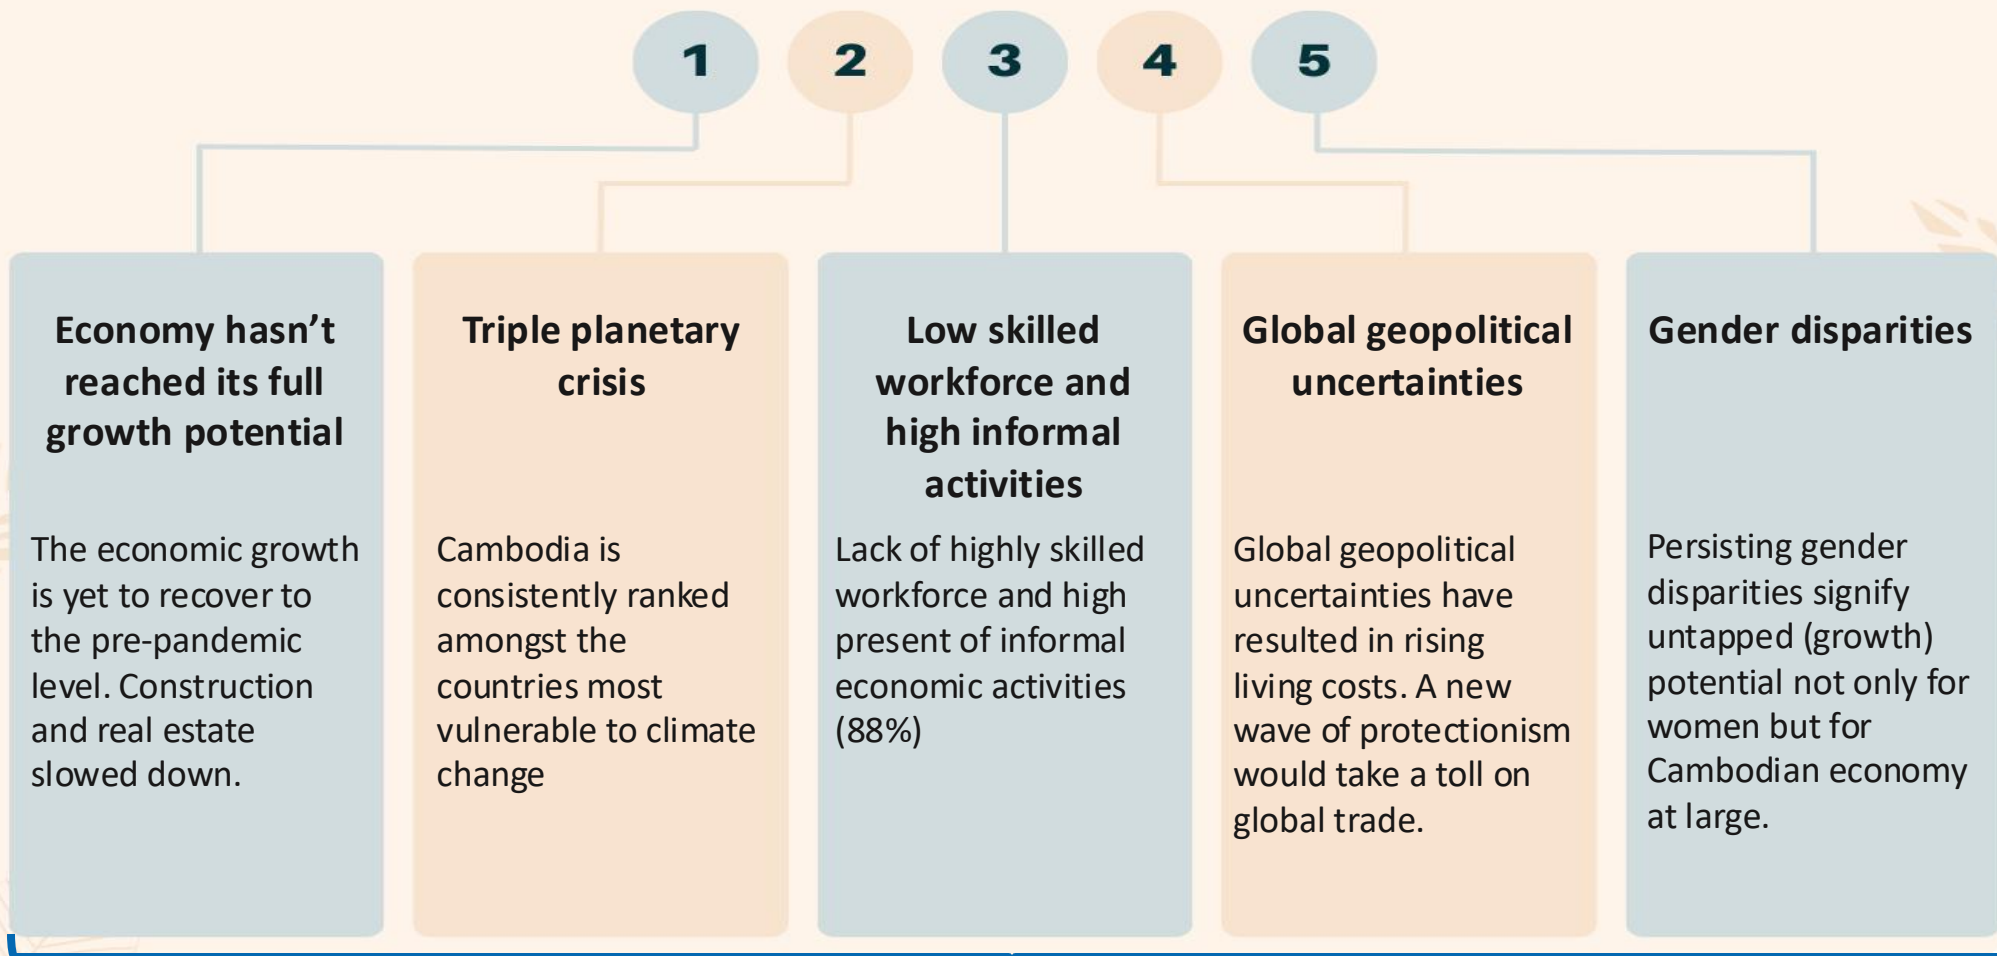 1
2
3
4
5
Economy hasn’t
reached its full
growth potential
The economic growth
is yet to recover to
the pre-pandemic
level. Construction
and real estate
slowed down.
Triple planetary
crisis
Cambodia is
consistently ranked
amongst the
countries most
vulnerable to climate
change
Low skilled
workforce and
high informal
activities
Lack of highly skilled
workforce and high
present of informal
economic activities
(88%)
Global geopolitical
uncertainties
Global geopolitical
uncertainties have
resulted in rising
living costs. A new
wave of protectionism
would take a toll on
global trade.
Gender disparities
Persisting gender
disparities signify
untapped (growth)
potential not only for
women but for
Cambodian economy
at large.